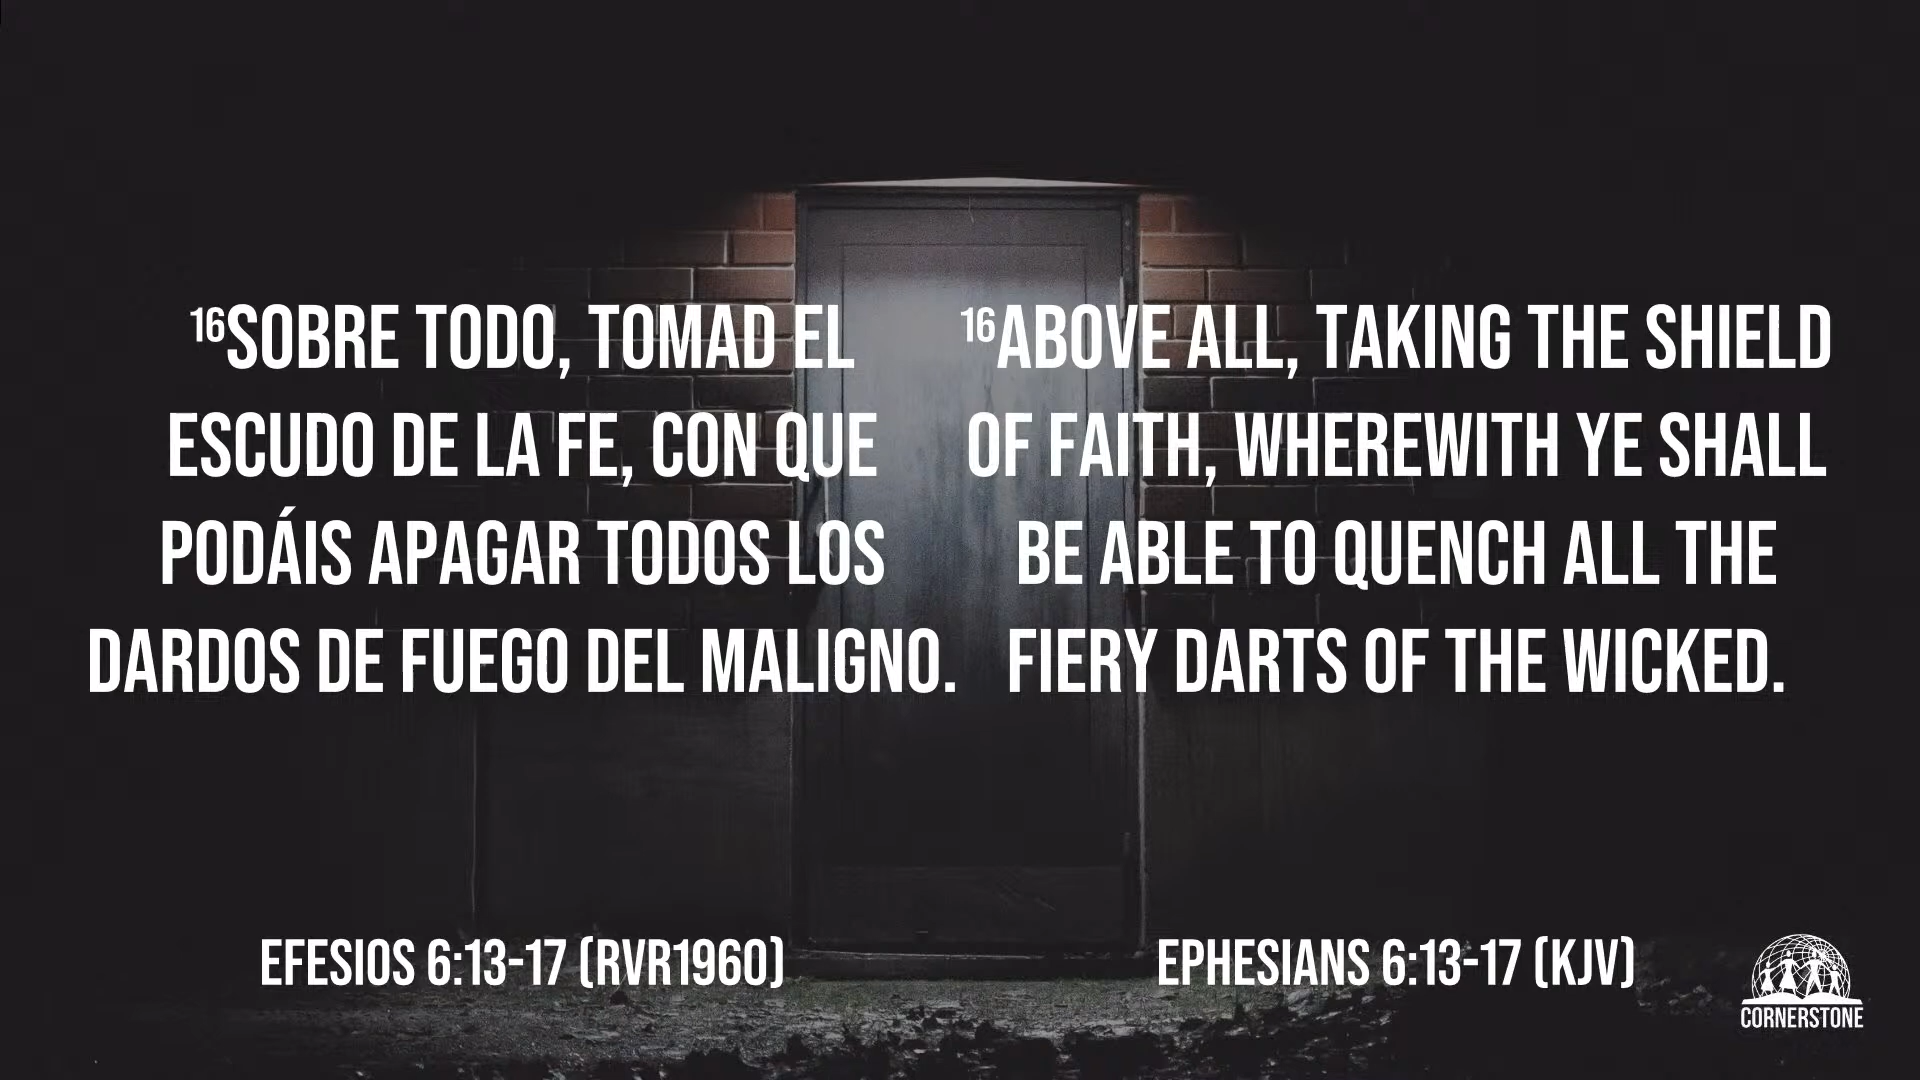 16SOBRE TODO, TOMAD EL
ESCUDO DE LA FE, CON QUE
PODÁIS APAGAR TODOS LOS
DARDOS DE FUEGO DEL MALIGNO.
EFESIOS 6:13-17 (RVR1960)
16ABOVE ALL, TAKING THE SHIELD
OF FAITH, WHEREWITH YE SHALL
BE ABLE TO QUENCH ALL THE
FIERY DARTS OF THE WICKED.
EPHESIANS 6:13-17 (KJV)
CORNERSTONE